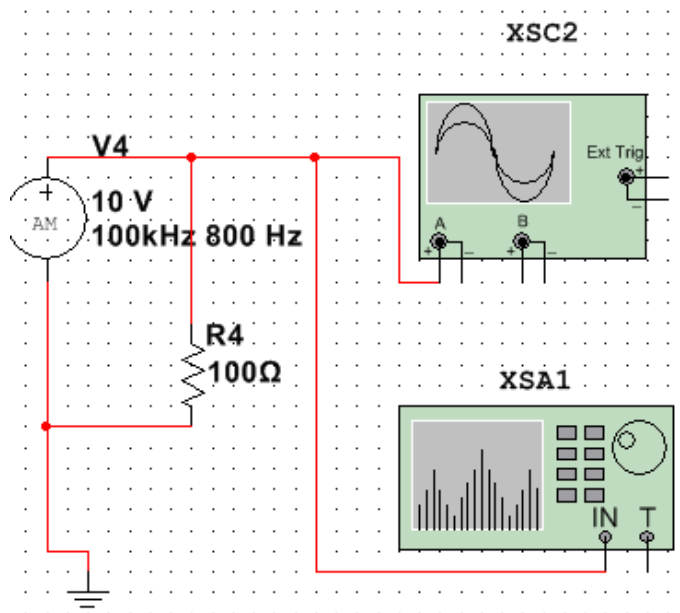 XSC2
V4
Ext Trig
+
10 V
+
AM
100kHz 800 Hz
A
B
+
+
R4
100Ω
XSA1
IN T